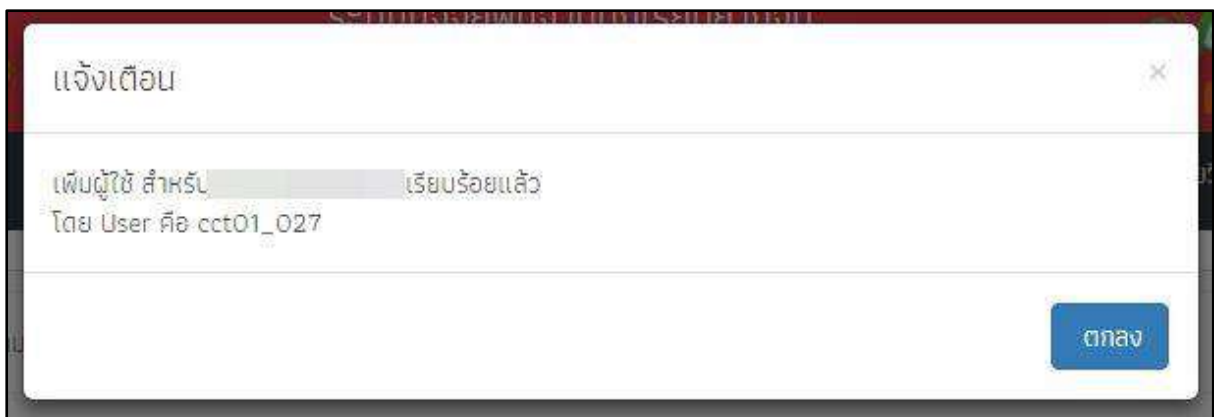 แจ้งเตือน
×
เพิ่มผู้ใช้ สำหรับ เรียบร้อยแล้ว
โดย User คือ cct01_027
ตกลง